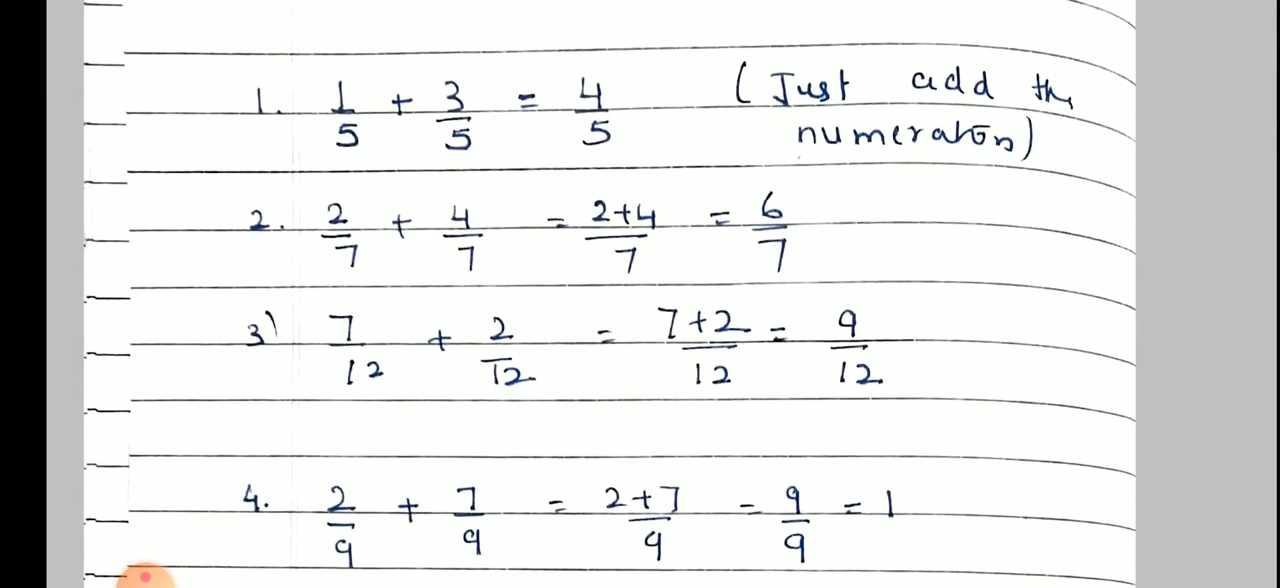 1. 1/5 + 3/5 = 4/5 (Just add the
numerators)
2. 2/7 + 4/7 = 2+4/7 = 6/7
3) 7/12 + 2/12 = 7+2/12 = 9/12
4. 2/9 + 7/9 = 2+7/9 = 9/9 = 1